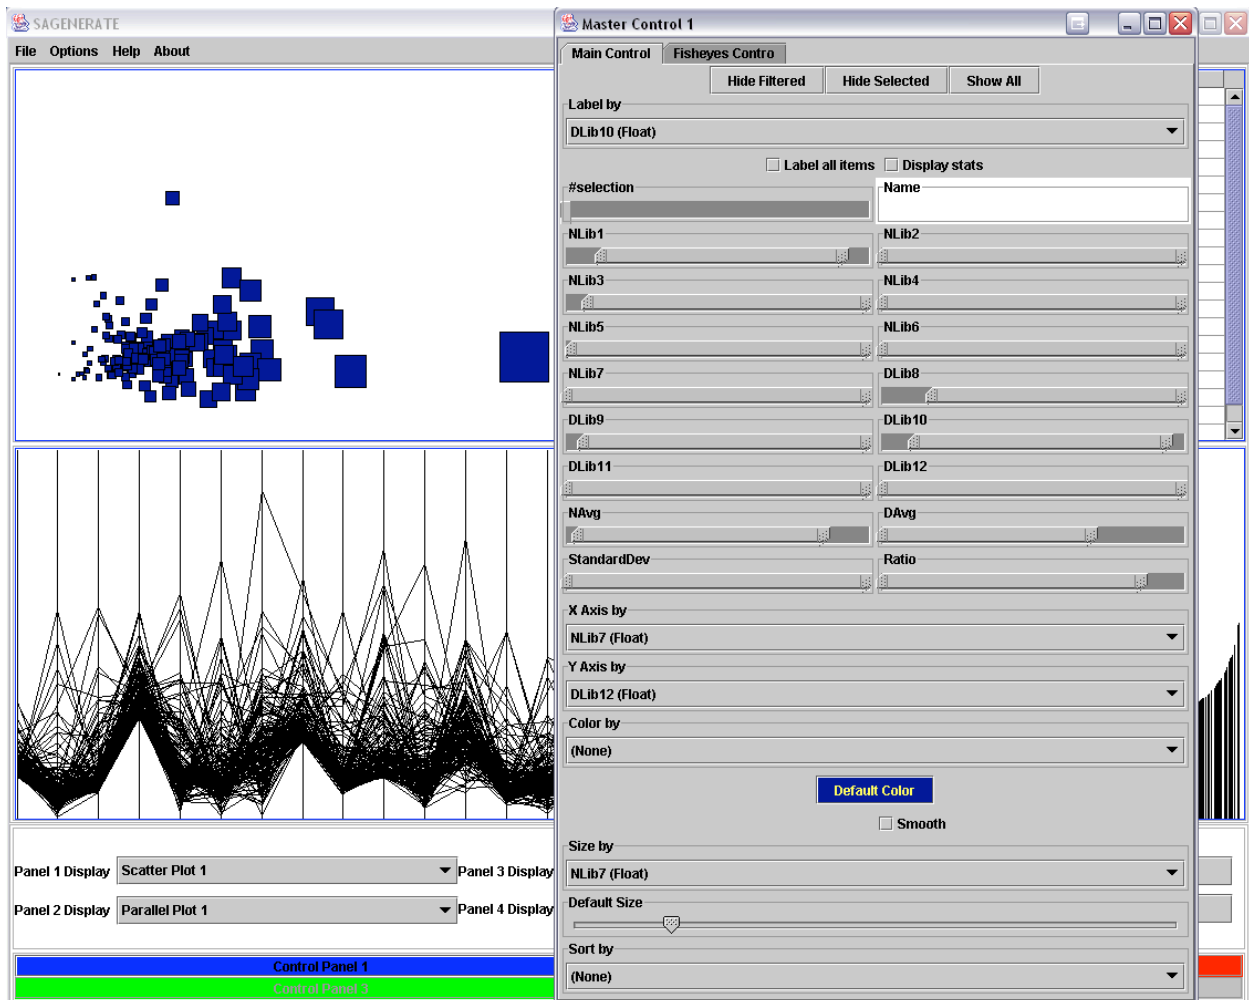 SAGENERATE
File Options Help About
Panel 1 Display Scatter Plot 1 Panel 3 Display
Panel 2 Display Parallel Plot 1 Panel 4 Display
Control Panel 1
Control Panel 3
Master Control 1
Main Control Fisheyes Contro
Hide Filtered Hide Selected Show All
Label by
DLib10 (Float)
Label all items Display stats
#selection Name
NLib1 NLib2
NLib3 NLib4
NLib5 NLib6
NLib7 DLib8
DLib9 DLib10
DLib11 DLib12
NAvg DAvg
StandardDev Ratio
X Axis by
NLib7 (Float)
Y Axis by
DLib12 (Float)
Color by
(None)
Default Color
Smooth
Size by
NLib7 (Float)
Default Size
Sort by
(None)